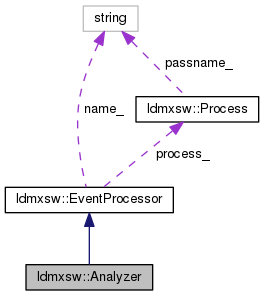 string
passname_
name_
ldmxsw::Process
process_
ldmxsw::EventProcessor
ldmxsw::Analyzer